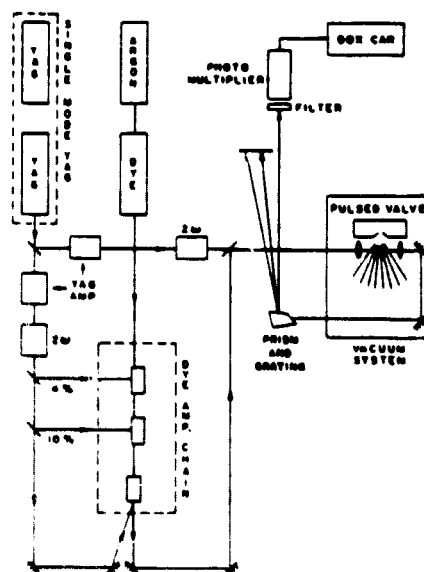 SINGLE MODE YAG
YAG
YAG
ARGON
DYE
PHOTO
MULTIPLIER
BOX CAR
FILTER
2ω
PULSED VALVE
YAG
AMP
2ω
PRISM
AND
GRATING
VACUUM
SYSTEM
DYE AMP. CHAIN
4%
10%